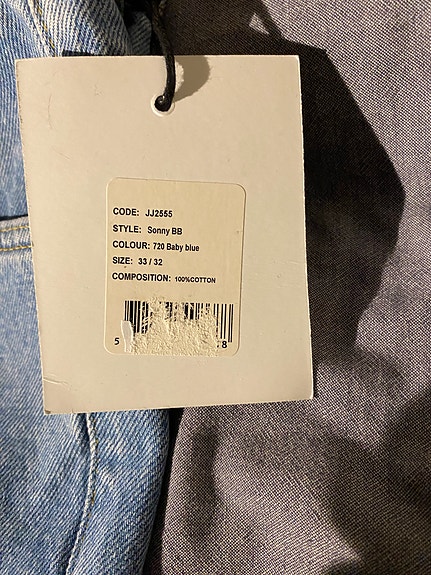 CODE: JJ2555
STYLE: Sonny BB
COLOUR: 720 Baby blue
SIZE: 33 / 32
COMPOSITION: 100%COTTON
5 8